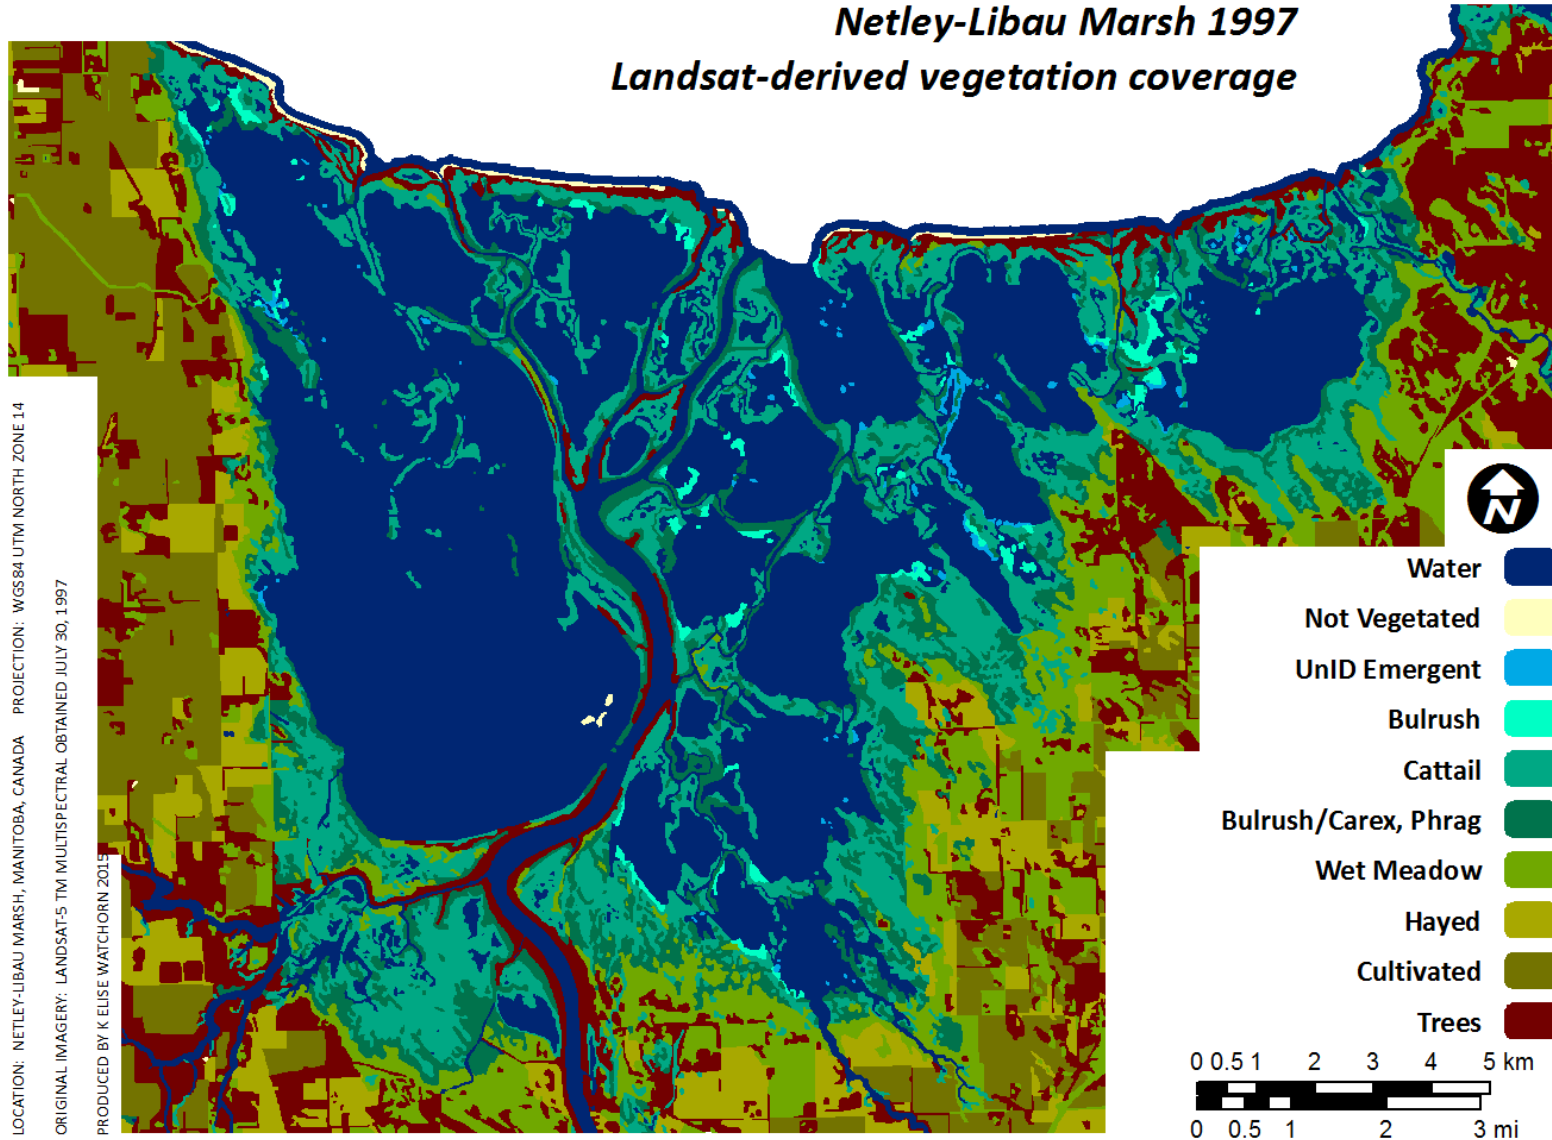 Netley-Libau Marsh 1997
Landsat-derived vegetation coverage
LOCATION: NETLEY-LIBAU MARSH, MANITOBA, CANADA PROJECTION: WGS84 UTM NORTH ZONE 14
ORIGINAL IMAGERY: LANDSAT-5 TM MULTISPECTRAL OBTAINED JULY 30, 1997
PRODUCED BY K ELISE WATCHORN 2015
N
Water
Not Vegetated
UnID Emergent
Bulrush
Cattail
Bulrush/Carex, Phrag
Wet Meadow
Hayed
Cultivated
Trees
0 0.5 1 2 3 4 5 km
0 0.5 1 2 3 mi